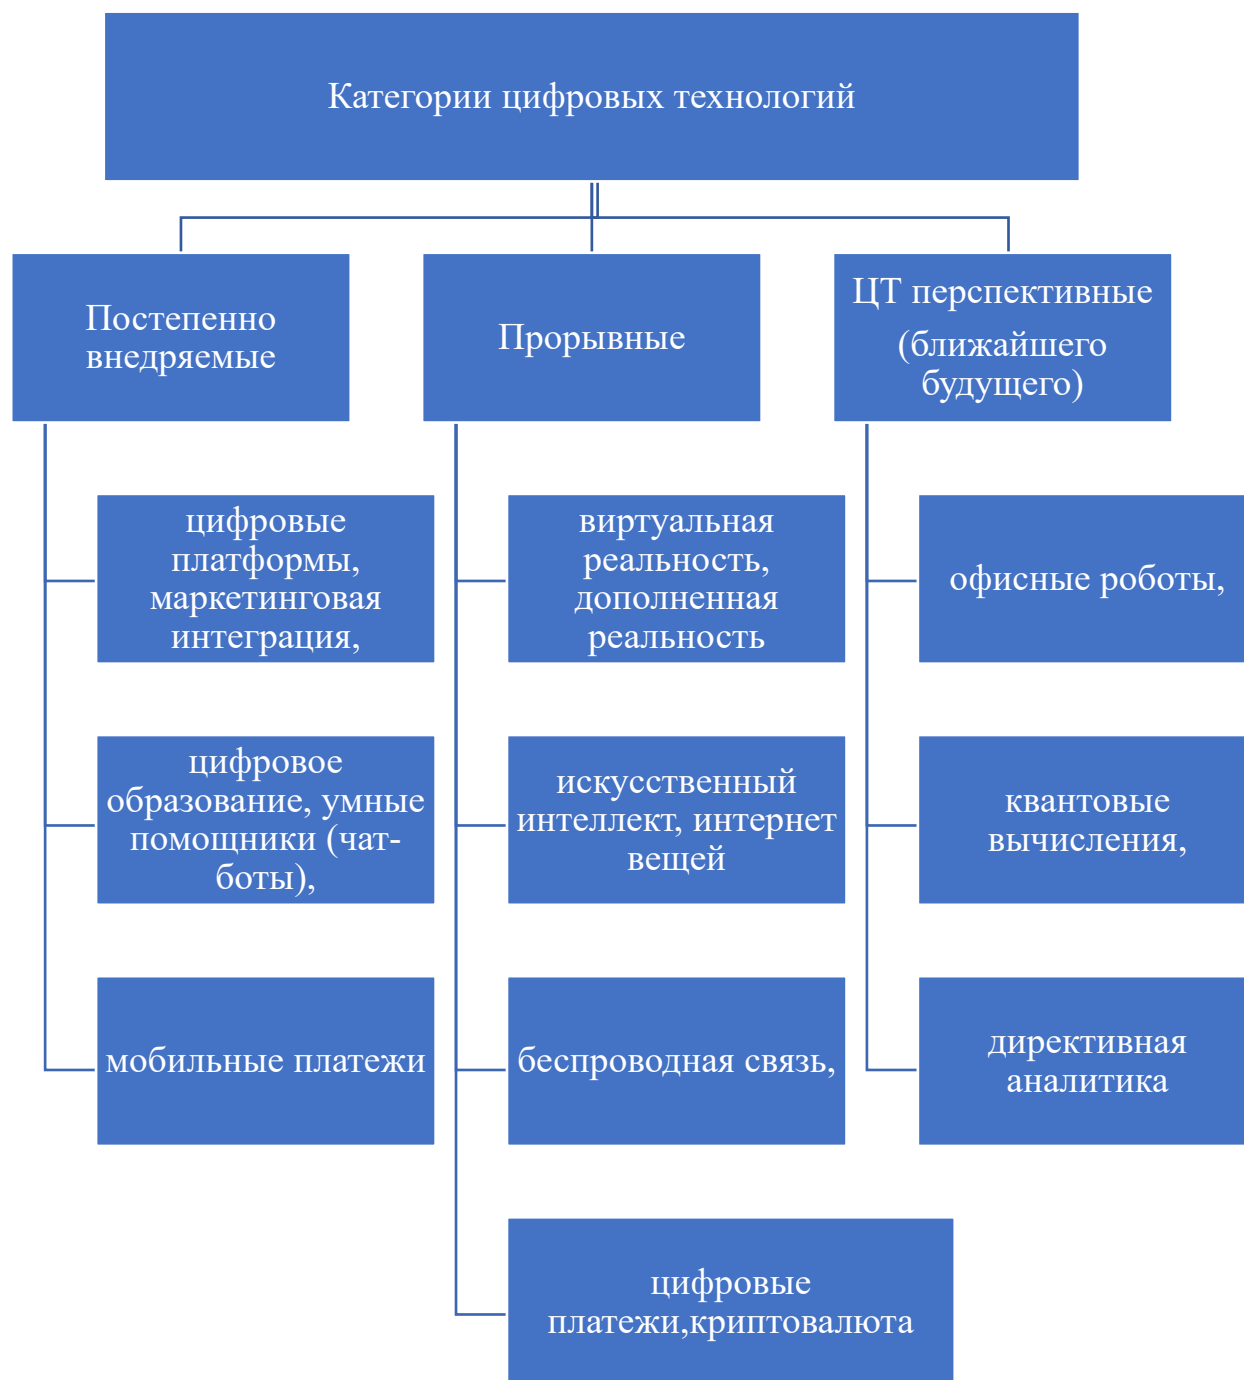 Категории цифровых технологий
Постепенно
внедряемые
Прорывные
ЦТ перспективные
(ближайшего
будущего)
цифровые
платформы,
маркетинговая
интеграция,
виртуальная
реальность,
дополненная
реальность
офисные роботы,
цифровое
образование, умные
помощники (чат-
боты),
искусственный
интеллект, интернет
вещей
квантовые
вычисления,
мобильные платежи
беспроводная связь,
директивная
аналитика
цифровые
платежи,криптовалюта